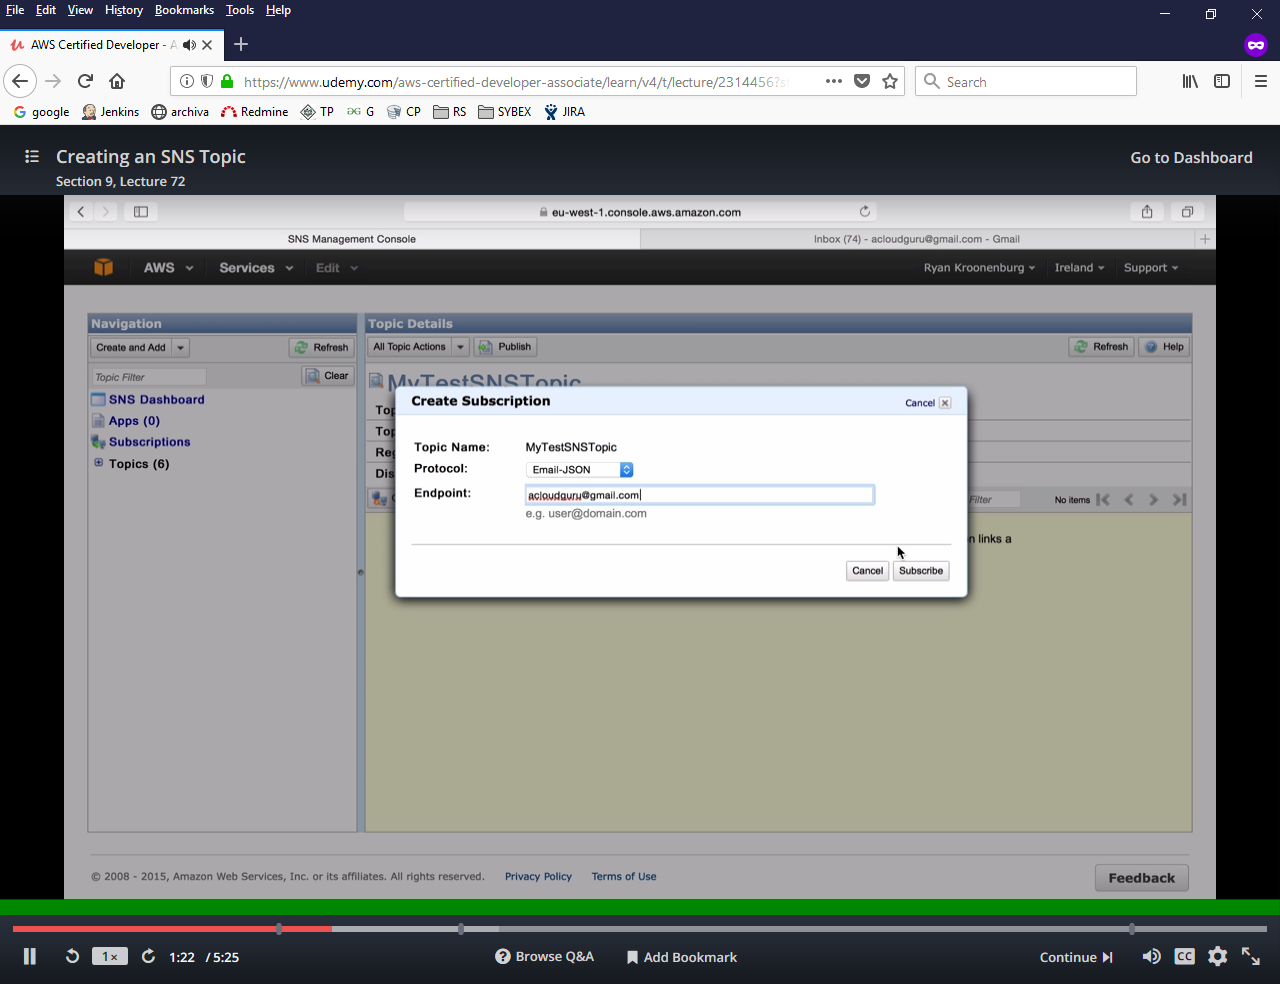 File Edit View History Bookmarks Tools Help
AWS Certified Developer - A
https://www.udemy.com/aws-certified-developer-associate/learn/v4/t/lecture/2314456?s
Search
google Jenkins archiva Redmine TP G CP RS SYBEX JIRA
Creating an SNS Topic
Go to Dashboard
Section 9, Lecture 72
eu-west-1.console.aws.amazon.com
SNS Management Console
Inbox (74) - acloudguru@gmail.com - Gmail
AWS Services Edit Ryan Kroonenburg Ireland Support
Navigation
Topic Details
Create and Add Refresh
All Topic Actions Publish Refresh Help
Topic Filter Clear
MyTestSNSTopic
SNS Dashboard
Apps (0)
Subscriptions
Topics (6)
Top
Top
Re
Dis
Filter No items
n links a
Create Subscription
Cancel
Topic Name: MyTestSNSTopic
Protocol: Email-JSON
Endpoint: acloudguru@gmail.com
e.g. user@domain.com
Cancel Subscribe
© 2008 - 2015, Amazon Web Services, Inc. or its affiliates. All rights reserved. Privacy Policy Terms of Use
Feedback
1x 1:22 / 5:25 Browse Q&A Add Bookmark Continue CC